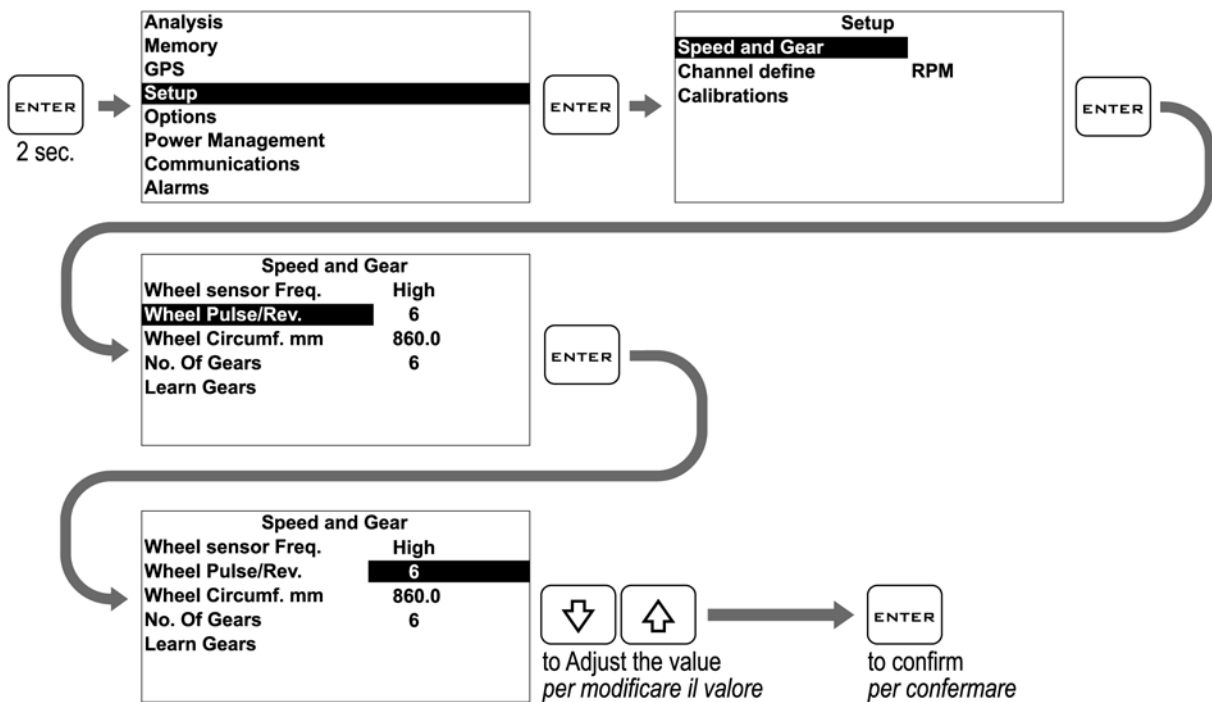 ENTER
2 sec.
Analysis
Memory
GPS
Setup
Options
Power Management
Communications
Alarms
ENTER
Setup
Speed and Gear
Channel define RPM
Calibrations
ENTER
Speed and Gear
Wheel sensor Freq. High
Wheel Pulse/Rev. 6
Wheel Circumf. mm 860.0
No. Of Gears 6
Learn Gears
ENTER
Speed and Gear
Wheel sensor Freq. High
Wheel Pulse/Rev. 6
Wheel Circumf. mm 860.0
No. Of Gears 6
Learn Gears
to Adjust the value
per modificare il valore
ENTER
to confirm
per confermare